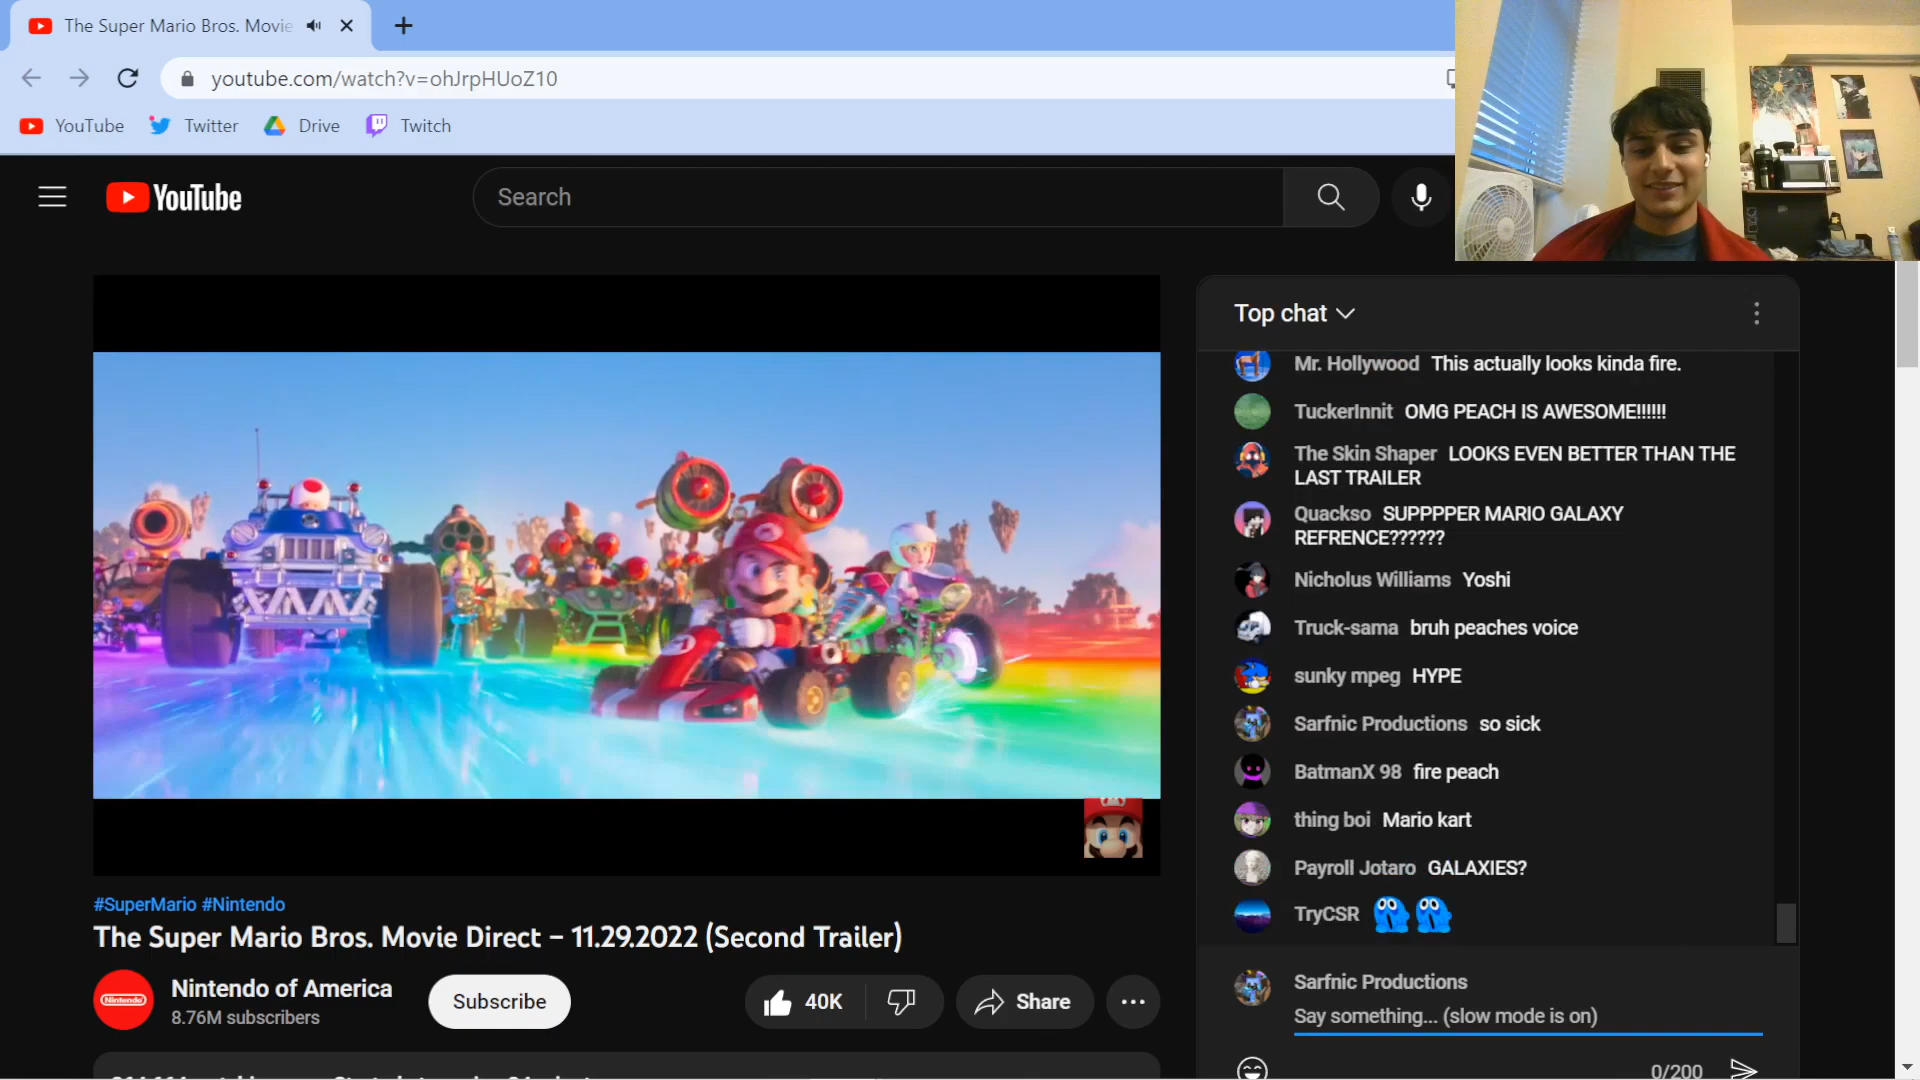 The Super Mario Bros. Movie
youtube.com/watch?v=ohJrpHUoZ10
YouTube Twitter Drive Twitch
YouTube
Search
Top chat
Mr. Hollywood This actually looks kinda fire.
TuckerInnit OMG PEACH IS AWESOME!!!!!!
The Skin Shaper LOOKS EVEN BETTER THAN THE
LAST TRAILER
Quackso SUPPPPER MARIO GALAXY
REFRENCE??????
Nicholus Williams Yoshi
Truck-sama bruh peaches voice
sunky mpeg HYPE
Sarfnic Productions so sick
BatmanX 98 fire peach
thing boi Mario kart
Payroll Jotaro GALAXIES?
TryCSR
Sarfnic Productions
Say something... (slow mode is on)
0/200
#SuperMario #Nintendo
The Super Mario Bros. Movie Direct – 11.29.2022 (Second Trailer)
Nintendo
Nintendo of America
8.76M subscribers
Subscribe
40K
Share